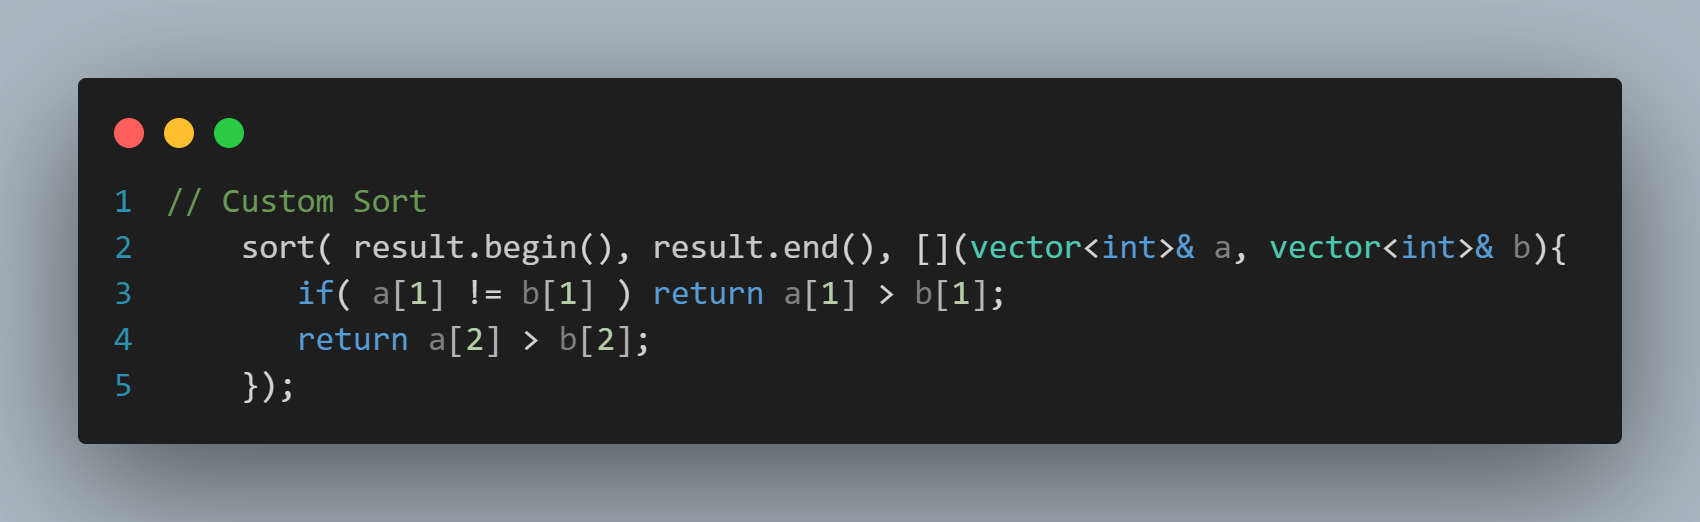 1 // Custom Sort
2     sort( result.begin(), result.end(), [](vector<int>& a, vector<int>& b){
3        if( a[1] != b[1] ) return a[1] > b[1];
4        return a[2] > b[2];
5     });